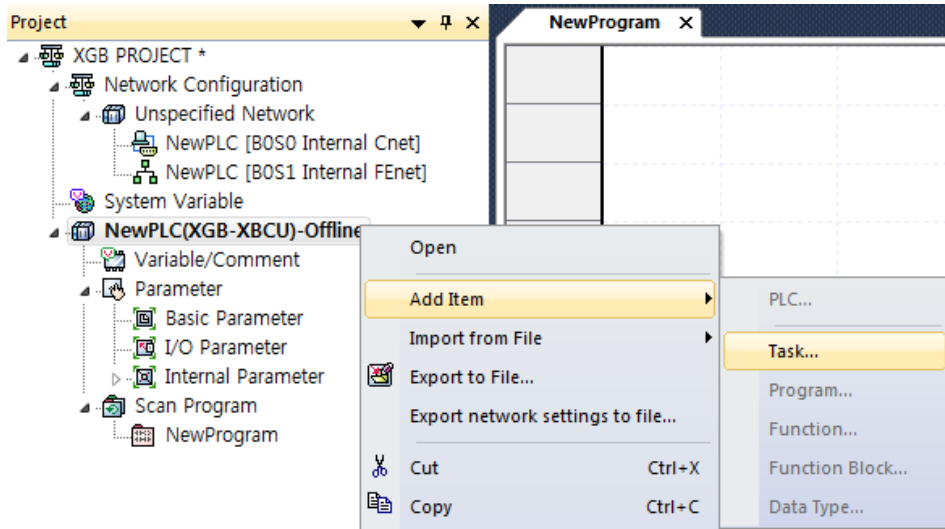 Project
NewProgram
XGB PROJECT *
Network Configuration
Unspecified Network
NewPLC [B0S0 Internal Cnet]
NewPLC [B0S1 Internal FEnet]
System Variable
NewPLC(XGB-XBCU)-Offline
Variable/Comment
Parameter
Basic Parameter
I/O Parameter
Internal Parameter
Scan Program
NewProgram
Open
Add Item
Import from File
Export to File...
Export network settings to file...
Cut Ctrl+X
Copy Ctrl+C
PLC...
Task...
Program...
Function...
Function Block...
Data Type...